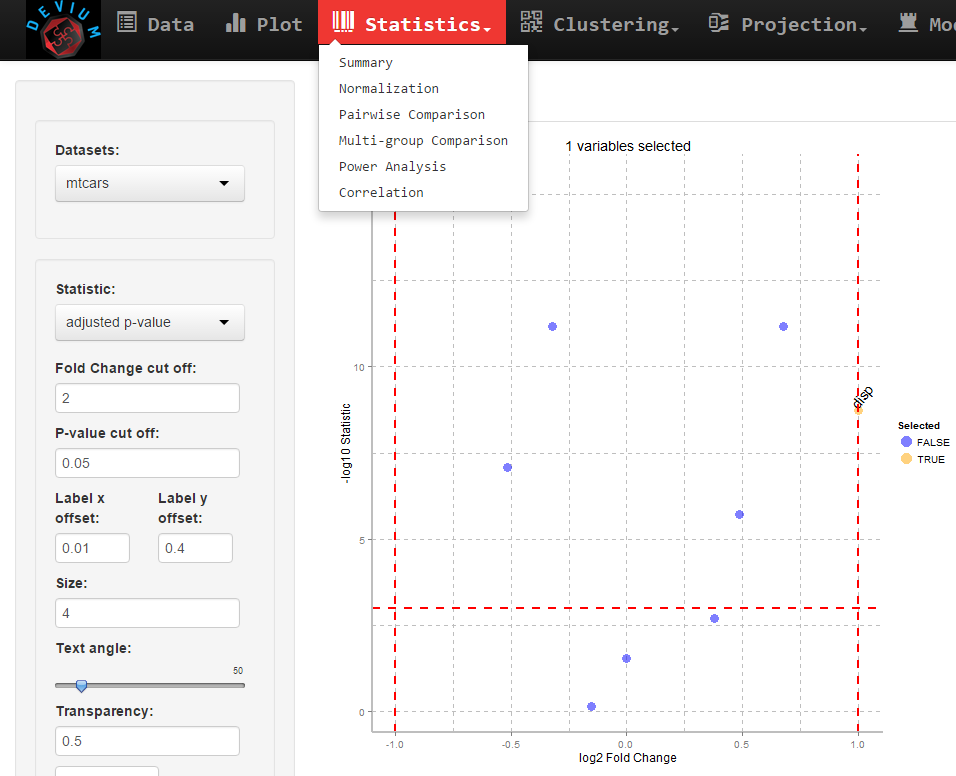 DEVIUM
Data
Plot
Statistics
Clustering
Projection
Mo
Summary
Normalization
Pairwise Comparison
Multi-group Comparison
Power Analysis
Correlation
Datasets:
mtcars
Statistic:
adjusted p-value
Fold Change cut off:
2
P-value cut off:
0.05
Label x offset:
Label y offset:
0.01
0.4
Size:
4
Text angle:
50
Transparency:
0.5
1 variables selected
-log10 Statistic
10
5
0
disp
-1.0
-0.5
0.0
0.5
1.0
log2 Fold Change
Selected
FALSE
TRUE